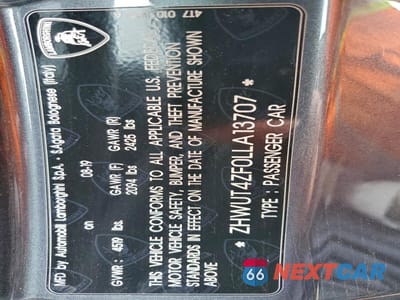 LAMBORGHINI
MFD by Automobili Lamborghini S.p.A. - S.Agata Bolognese (Italy)
on 08-19
GAWR (F) GAWR (R)
GVWR: 4519 lbs. 2094 lbs 2425 lbs
THIS VEHICLE CONFORMS TO ALL APPLICABLE U.S. FEDERAL
MOTOR VEHICLE SAFETY, BUMPER, AND THEFT PREVENTION
STANDARDS IN EFFECT ON THE DATE OF MANUFACTURE SHOWN
ABOVE
* ZHWUT4ZF0LLA13707 *
TYPE : PASSENGER CAR
66 NEXTCAR